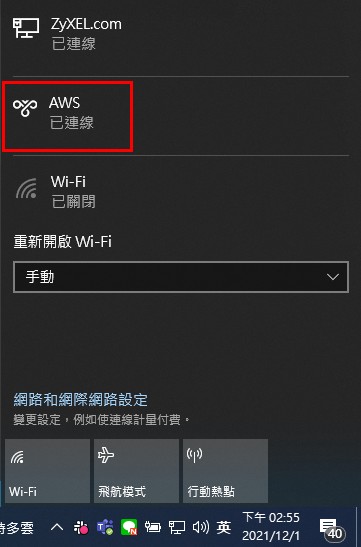 ZyXEL.com
已連線
AWS
已連線
Wi-Fi
已關閉
重新開啟 Wi-Fi
手動
網路和網際網路設定
變更設定，例如使連線計量付費。
Wi-Fi
飛航模式
行動熱點
時多雲
英
下午 02:55
2021/12/1
40